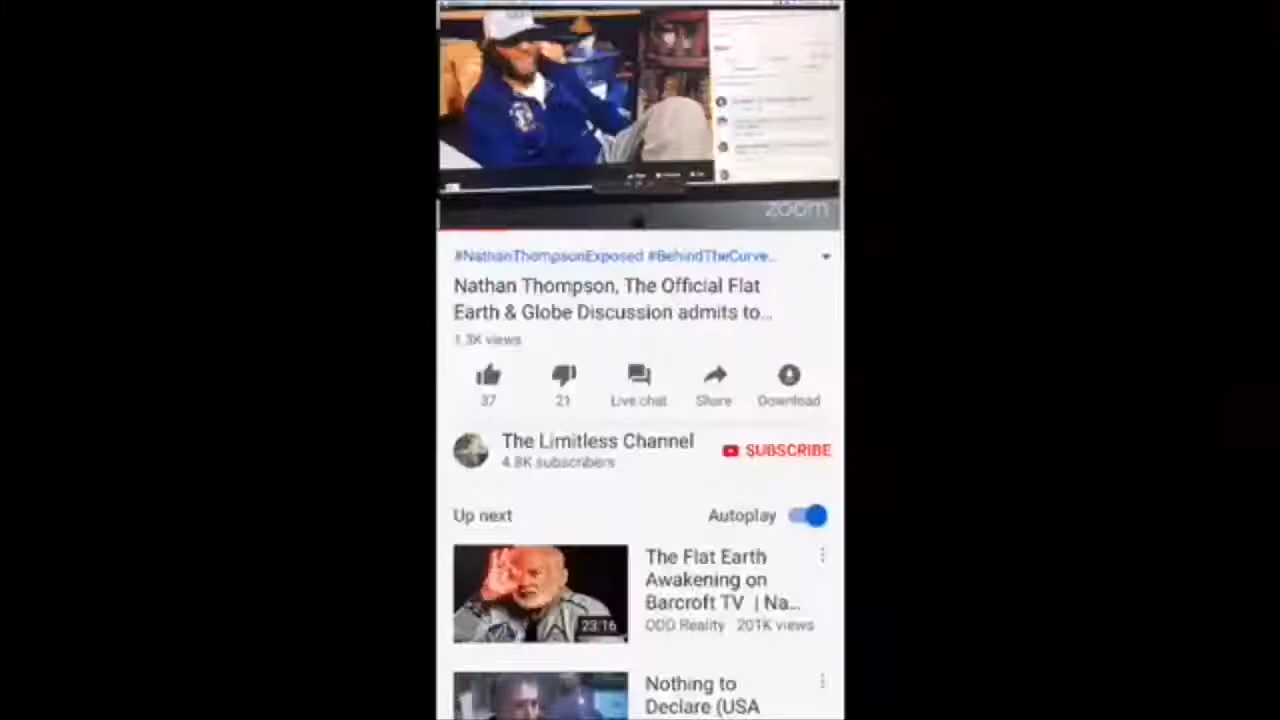 zoom
#NathanThompsonExposed #BehindTheCurve...
Nathan Thompson, The Official Flat
Earth & Globe Discussion admits to...
1.3K views
37
21
Live chat
Share
Download
The Limitless Channel
4.8K subscribers
SUBSCRIBE
Up next
Autoplay
The Flat Earth
Awakening on
Barcroft TV | Na...
ODD Reality 201K views
23:16
Nothing to
Declare (USA